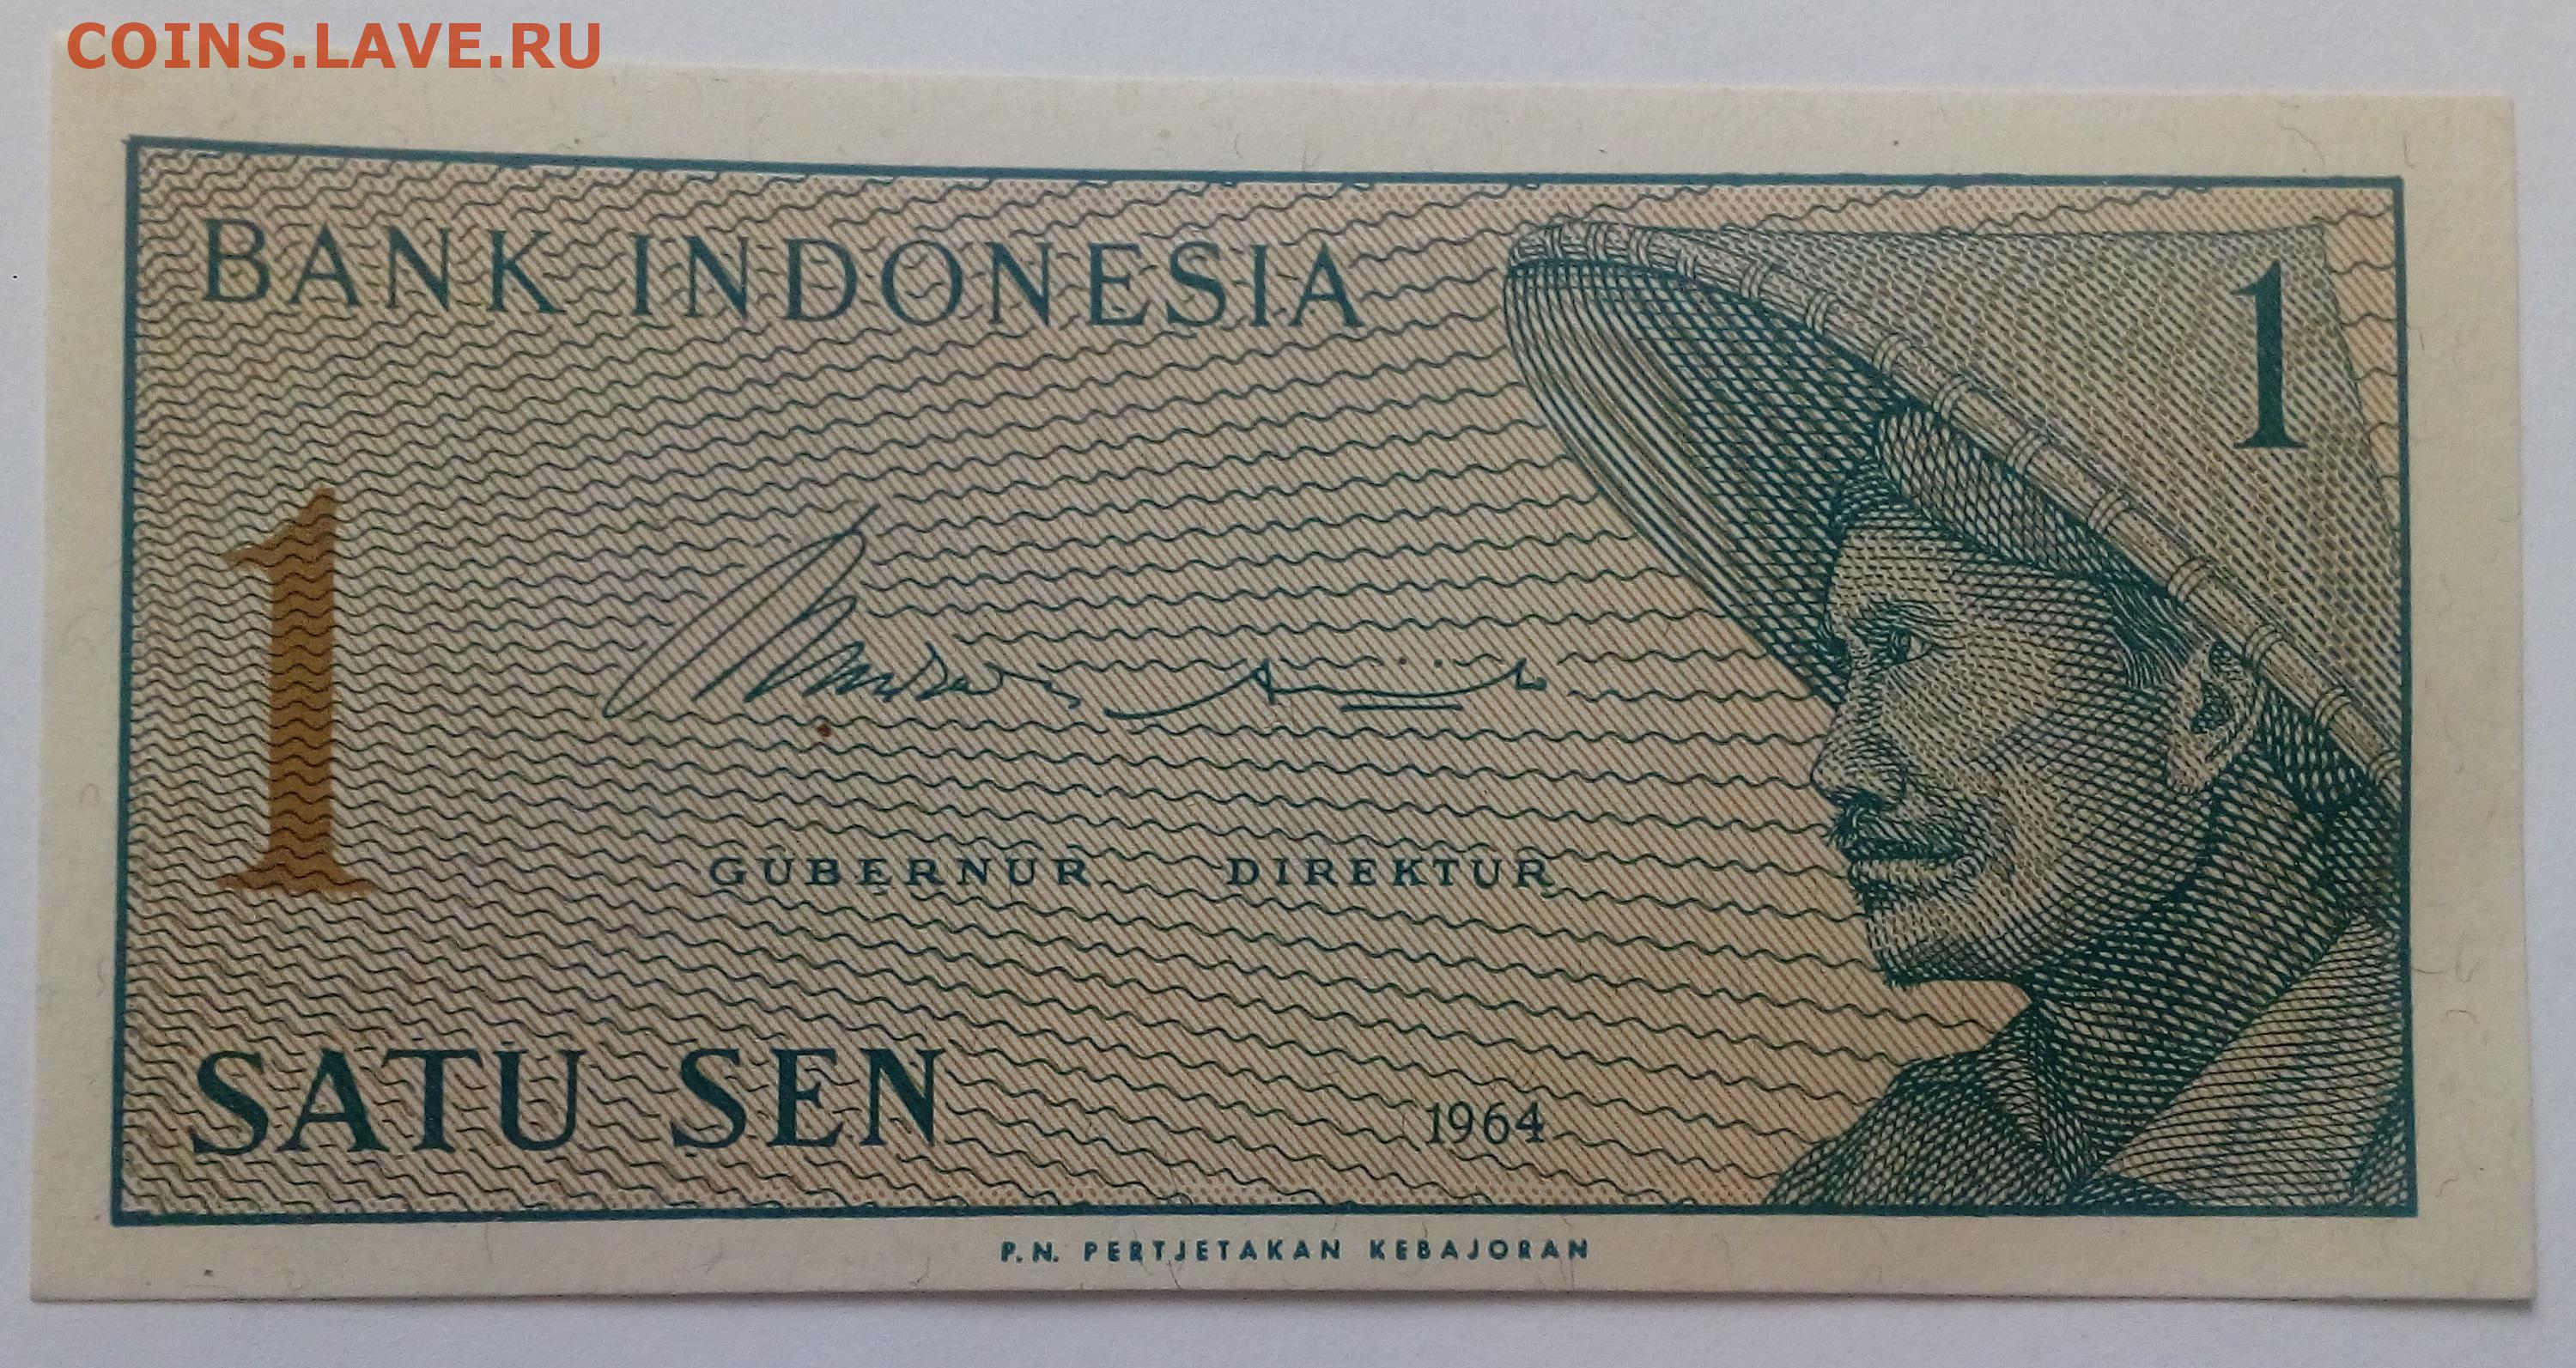 COINS.LAVE.RU
BANK INDONESIA
1
1
GUBERNUR DIREKTUR
SATU SEN
1964
P.N. PERTJETAKAN KEBAJORAN